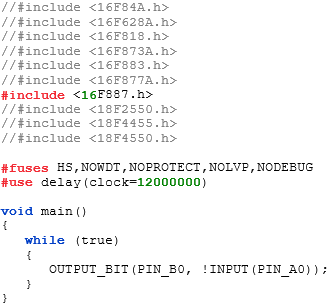 //#include <16F84A.h>
//#include <16F628A.h>
//#include <16F818.h>
//#include <16F873A.h>
//#include <16F883.h>
//#include <16F877A.h>
#include <16F887.h>
//#include <18F2550.h>
//#include <18F4455.h>
//#include <18F4550.h>

#fuses HS,NOWDT,NOPROTECT,NOLVP,NODEBUG
#use delay(clock=12000000)

void main()
{
   while (true)
   {
      OUTPUT_BIT(PIN_B0, !INPUT(PIN_A0));
   }
}